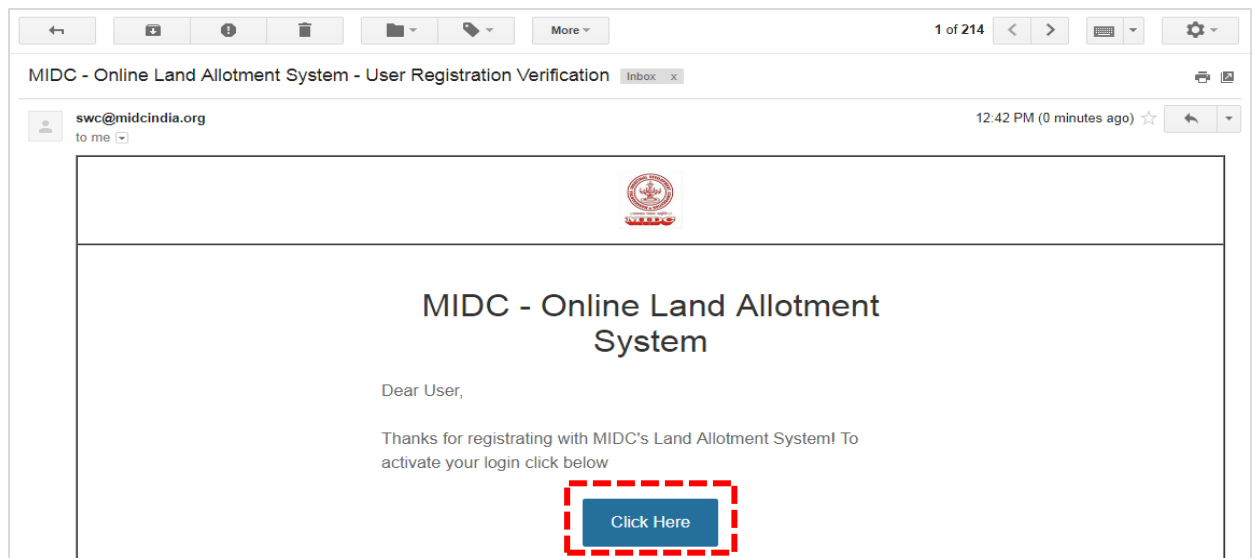 More
1 of 214
MIDC - Online Land Allotment System - User Registration Verification Inbox x
swc@midcindia.org 12:42 PM (0 minutes ago)
to me
MIDC
MIDC - Online Land Allotment
System
Dear User,
Thanks for registrating with MIDC's Land Allotment System! To
activate your login click below
Click Here